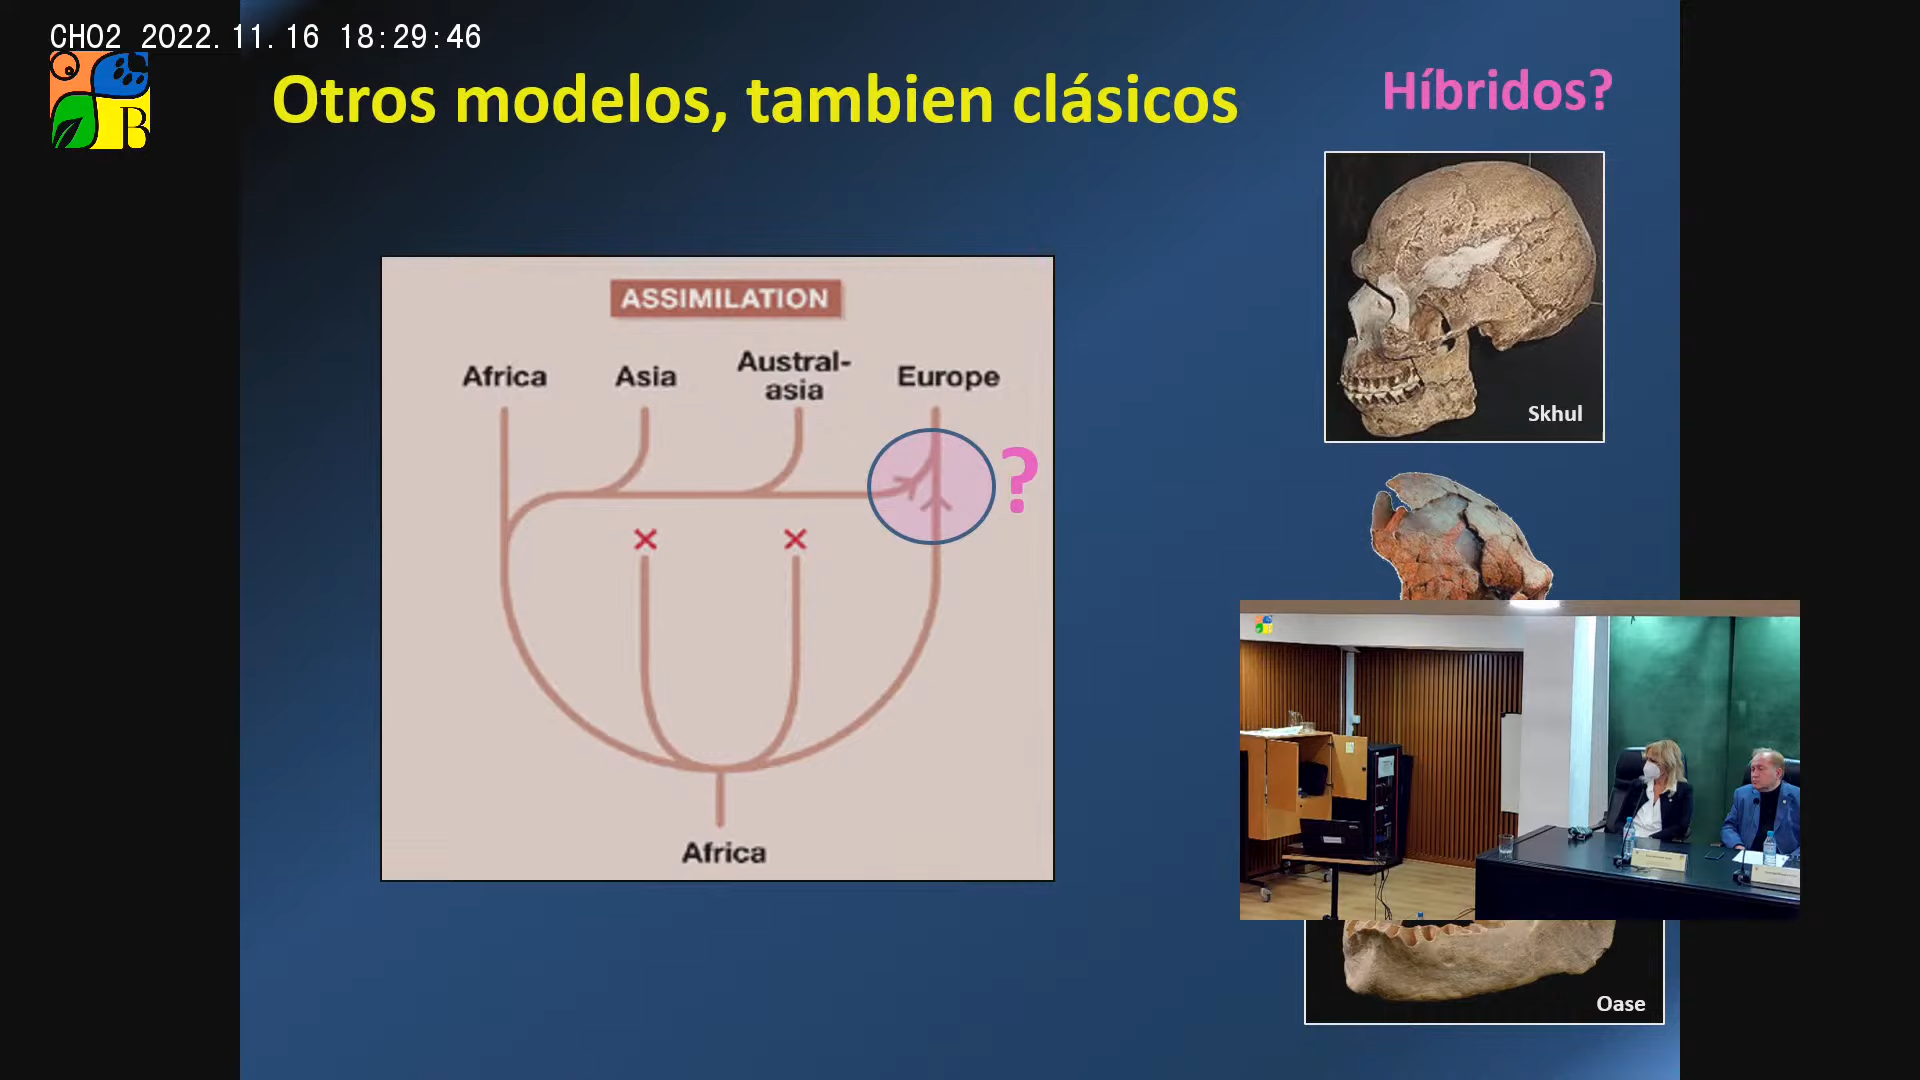 CH02 2022.11.16 18:29:46
B
Otros modelos, tambien clásicos
Híbridos?
ASSIMILATION
Africa
Asia
Austral-
asia
Europe
?
Africa
Skhul
Oase